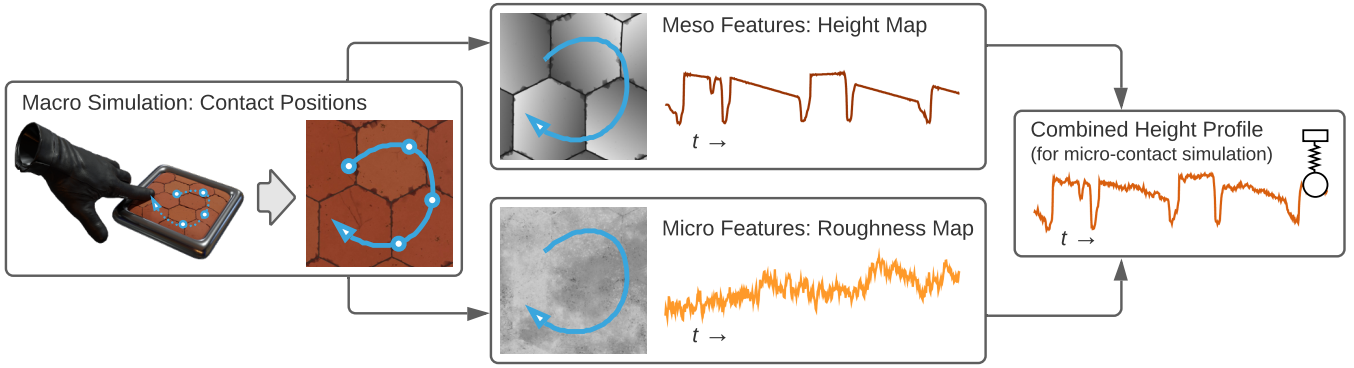 Macro Simulation: Contact Positions
Meso Features: Height Map
t →
Micro Features: Roughness Map
t →
Combined Height Profile
(for micro-contact simulation)
t →